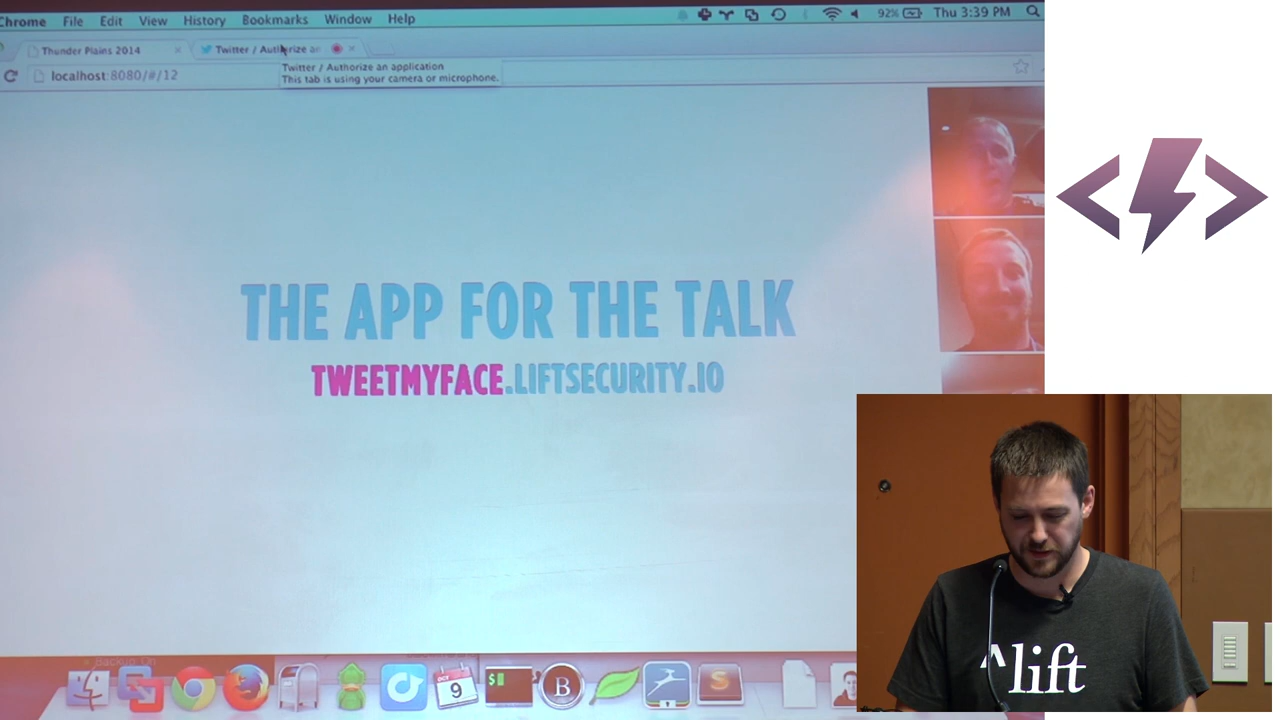 Chrome File Edit View History Bookmarks Window Help 92% Thu 3:39 PM
Thunder Plains 2014 × Twitter / Authorize an ×
localhost:8080/#/12
Twitter / Authorize an application
This tab is using your camera or microphone.
THE APP FOR THE TALK
TWEETMYFACE.LIFTSECURITY.IO
OCT
9
$
B
^lift